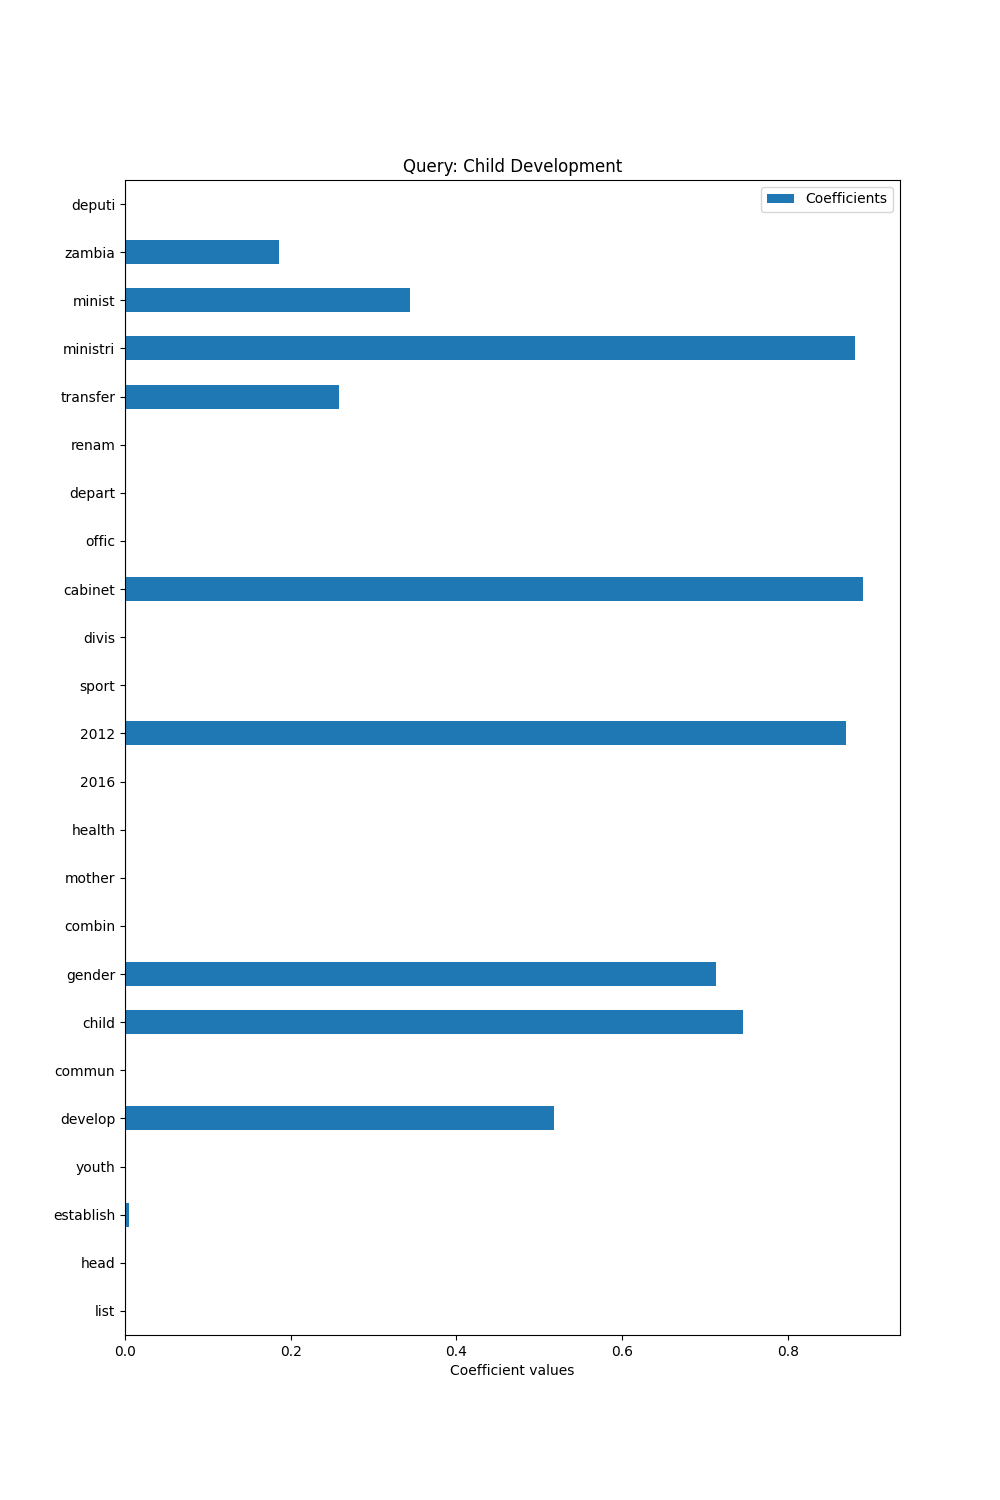 Query: Child Development
Coefficients
deputi
zambia
minist
ministri
transfer
renam
depart
offic
cabinet
divis
sport
2012
2016
health
mother
combin
gender
child
commun
develop
youth
establish
head
list
0.0 0.2 0.4 0.6 0.8
Coefficient values